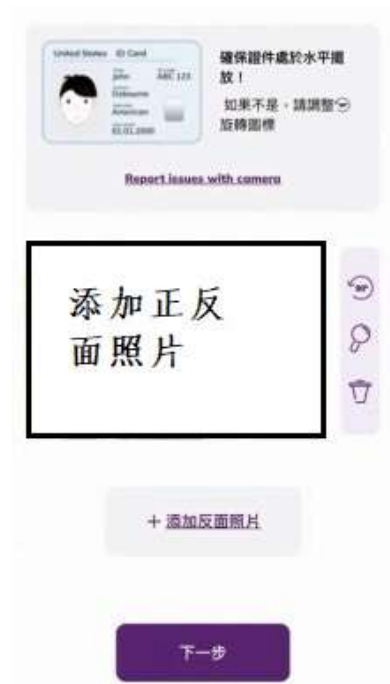 United States ID Card
John ABC 123
Osbourne
American
01.01.2000
確保證件處於水平擺
放！
如果不是，請調整
旋轉圖標
Report issues with camera
添加正反
面照片
90°
+ 添加反面照片
下一步